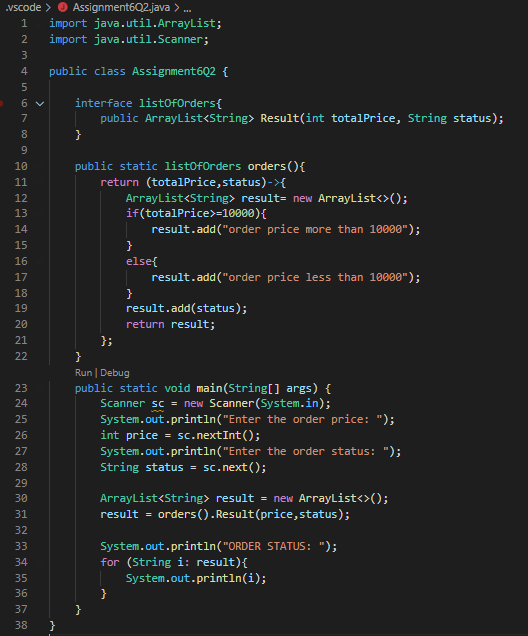 .vscode > Assignment6Q2.java > ...
1 import java.util.ArrayList;
2 import java.util.Scanner;
3
4 public class Assignment6Q2 {
5
6     interface listOfOrders{
7         public ArrayList<String> Result(int totalPrice, String status);
8     }
9
10     public static listOfOrders orders(){
11         return (totalPrice,status)->{
12             ArrayList<String> result= new ArrayList<>();
13             if(totalPrice>=10000){
14                 result.add("order price more than 10000");
15             }
16             else{
17                 result.add("order price less than 10000");
18             }
19             result.add(status);
20             return result;
21         };
22     }
Run | Debug
23     public static void main(String[] args) {
24         Scanner sc = new Scanner(System.in);
25         System.out.println("Enter the order price: ");
26         int price = sc.nextInt();
27         System.out.println("Enter the order status: ");
28         String status = sc.next();
29
30         ArrayList<String> result = new ArrayList<>();
31         result = orders().Result(price,status);
32
33         System.out.println("ORDER STATUS: ");
34         for (String i: result){
35             System.out.println(i);
36         }
37     }
38 }